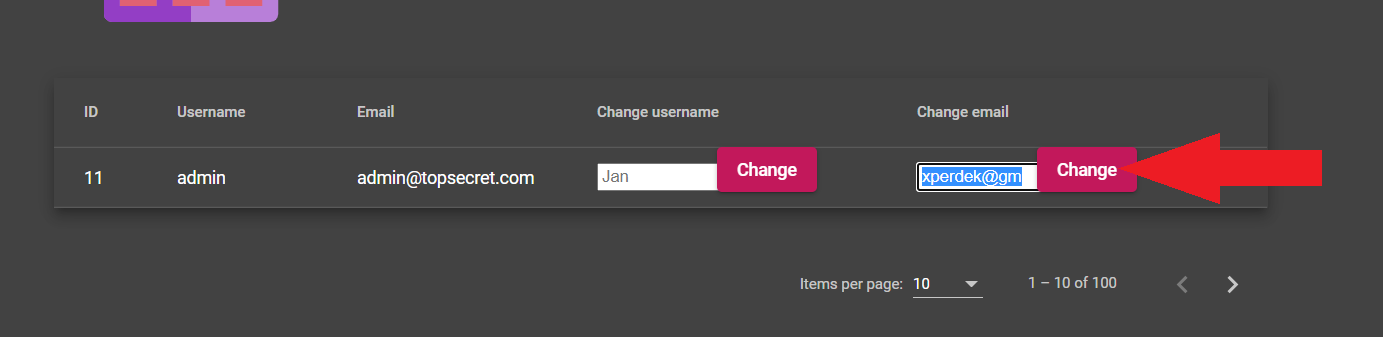 ID Username Email Change username Change email
11 admin admin@topsecret.com Jan Change xperdek@gm Change
Items per page: 10 1 – 10 of 100